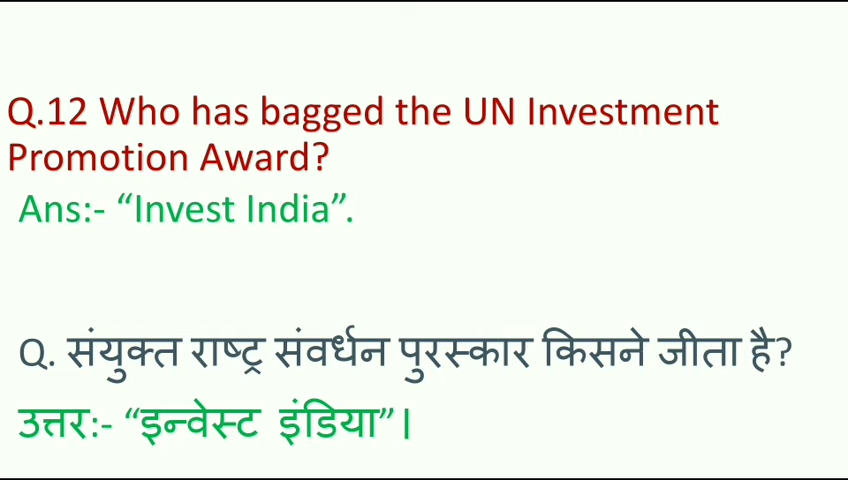 Q.12 Who has bagged the UN Investment
Promotion Award?
Ans:- “Invest India”.
Q. संयुक्त राष्ट्र संवर्धन पुरस्कार किसने जीता है?
उत्तर:- “इन्वेस्ट इंडिया”।